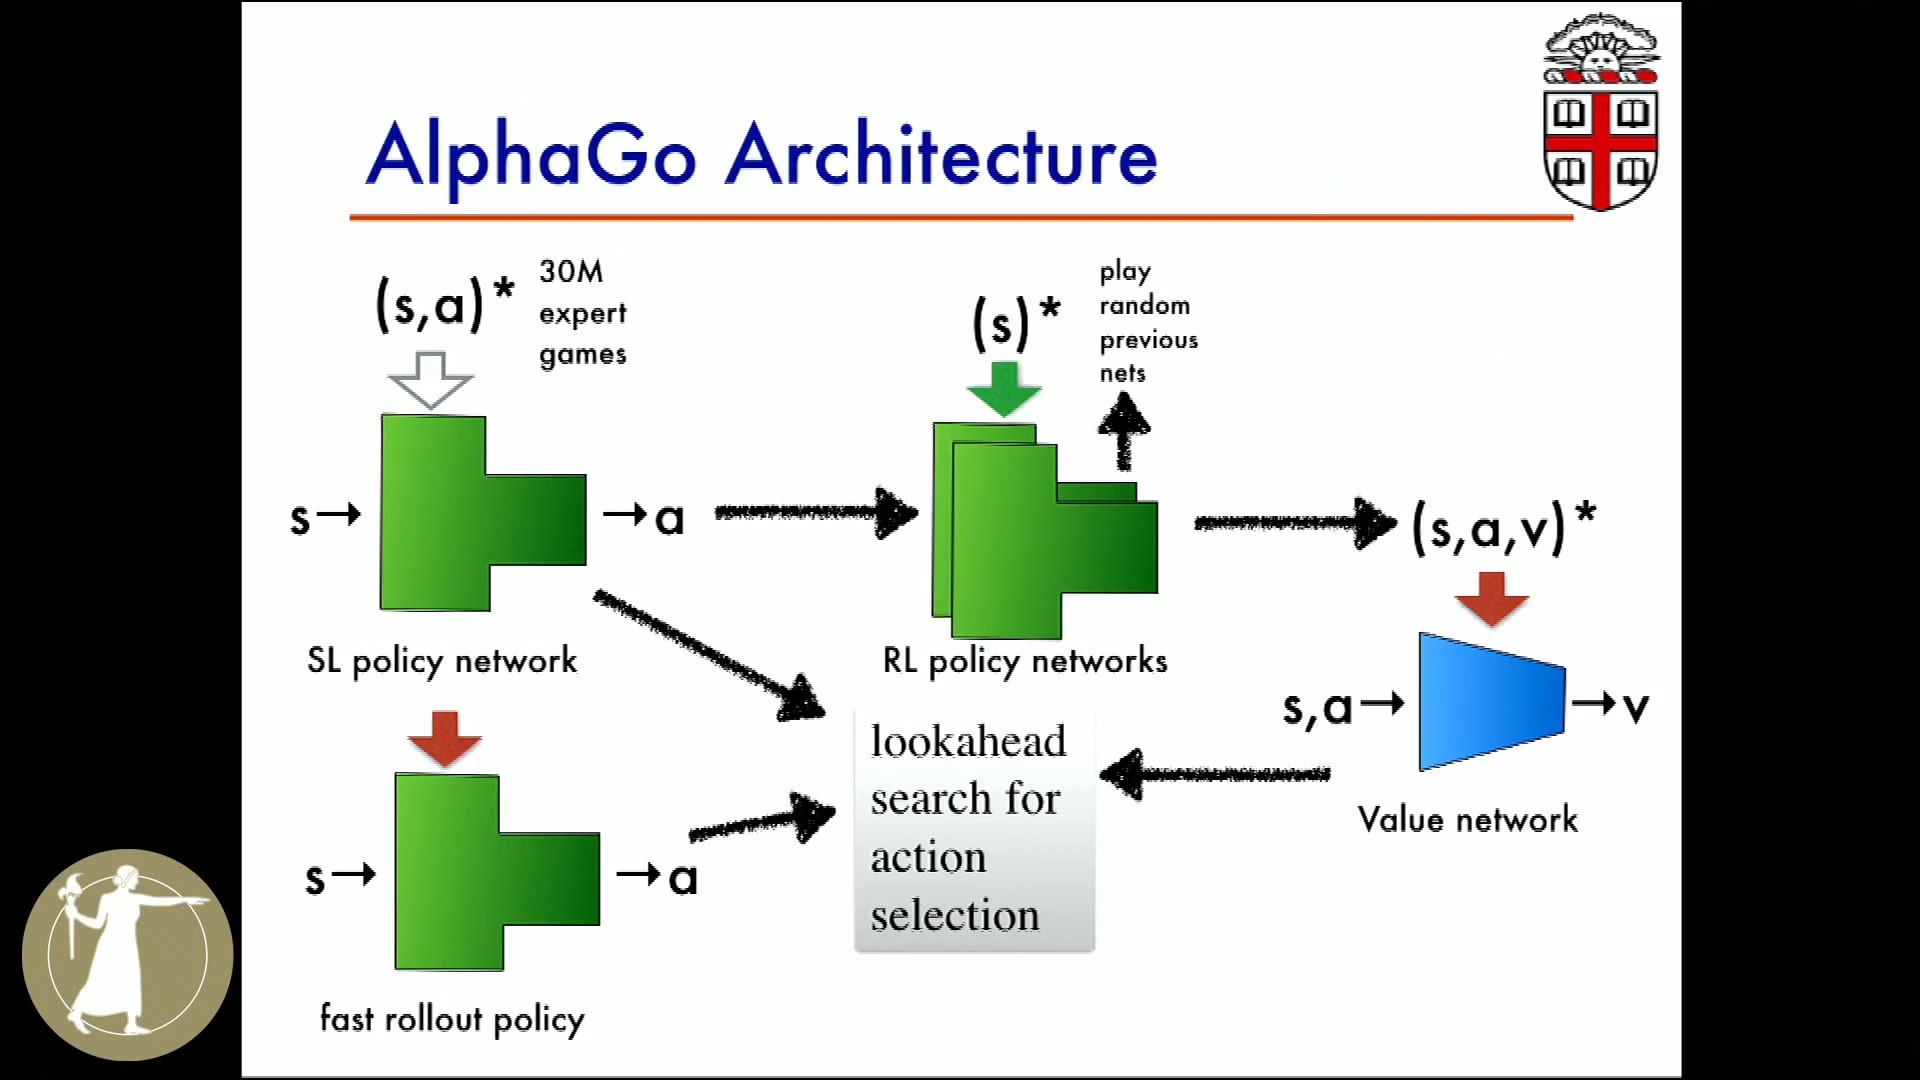 AlphaGo Architecture
(s,a)*
30M
expert
games
(s)*
play
random
previous
nets
s→
→a
(s,a,v)*
SL policy network
RL policy networks
s,a→
→v
Value network
lookahead
search for
action
selection
s→
→a
fast rollout policy